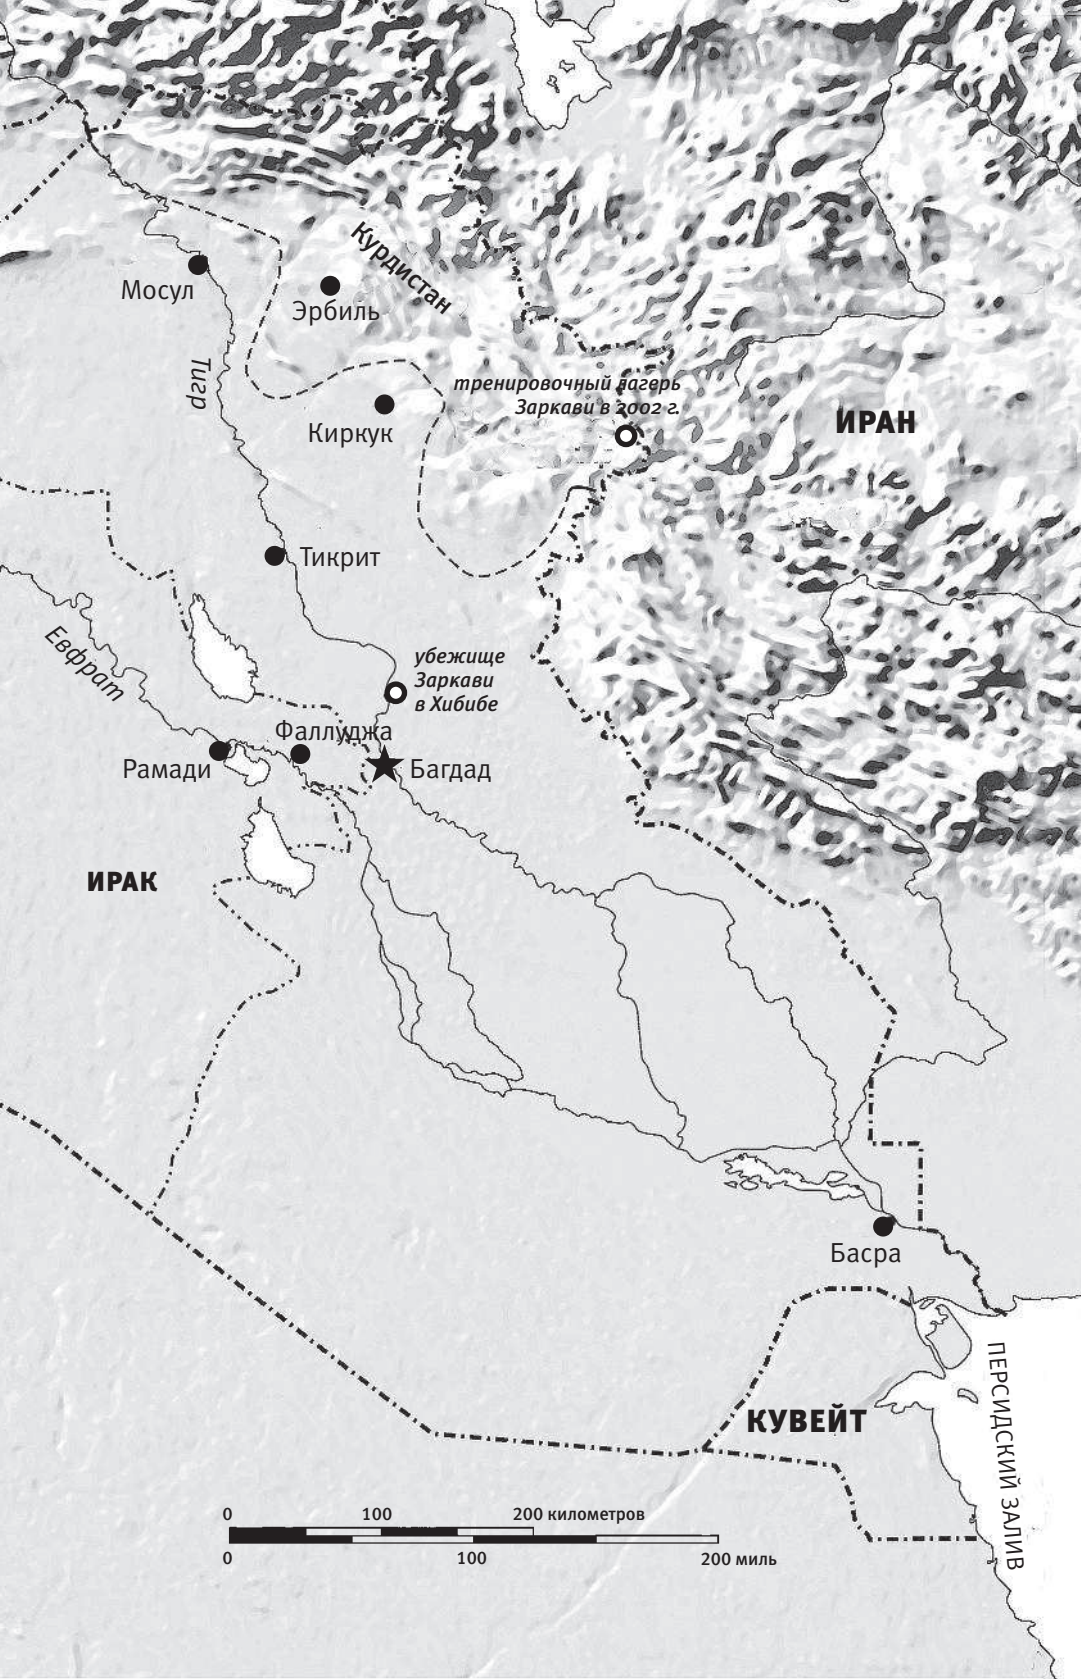 Курдистан
Мосул
Эрбиль
Тигр
тренировочный лагерь
Заркави в 2002 г.
ИРАН
Киркук
Тикрит
Евфрат
убежище
Заркави
в Хибибе
Фаллуджа
Рамади
Багдад
ИРАК
Басра
ПЕРСИДСКИЙ ЗАЛИВ
КУВЕЙТ
0 100 200 километров
0 100 200 миль